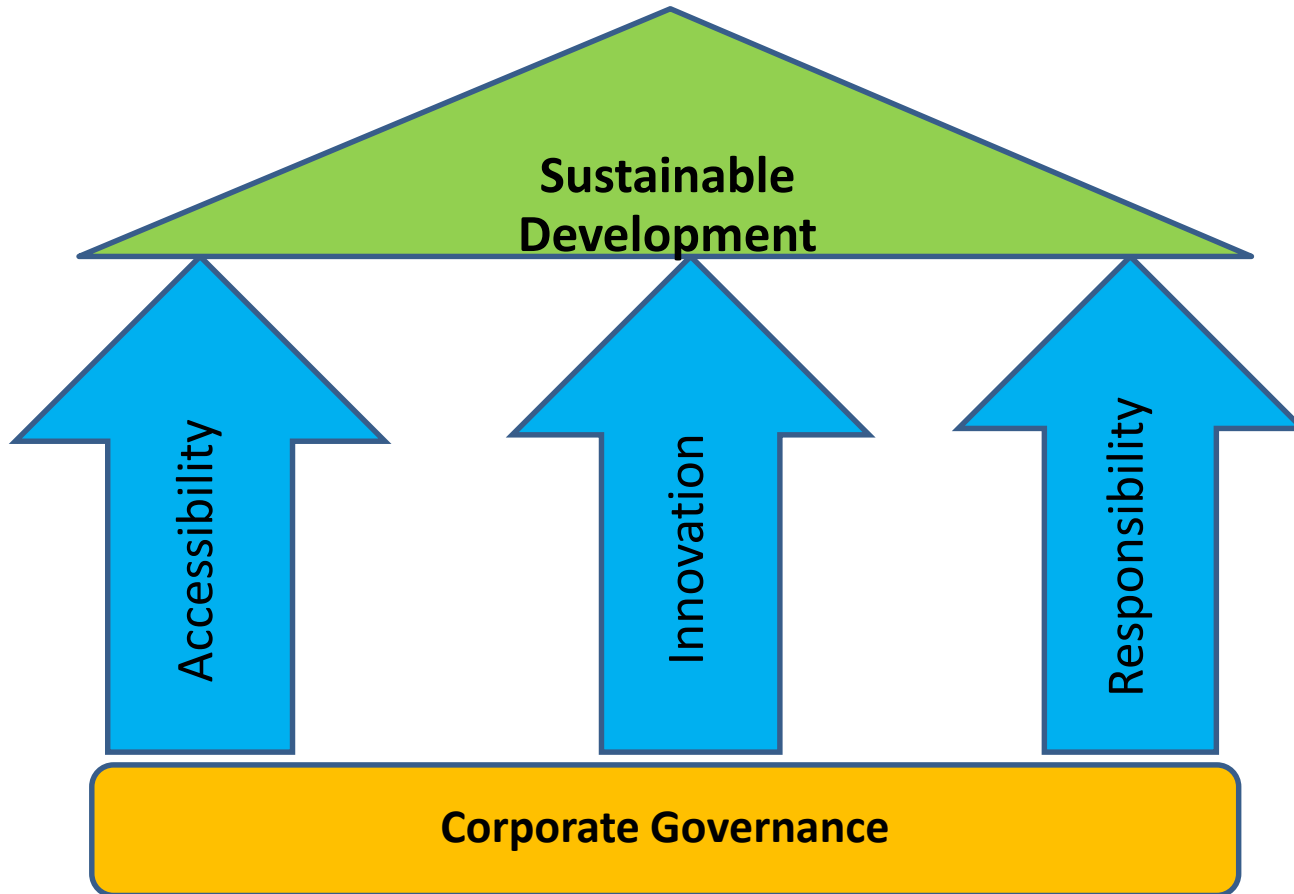 Sustainable
Development
Accessibility
Innovation
Responsibility
Corporate Governance